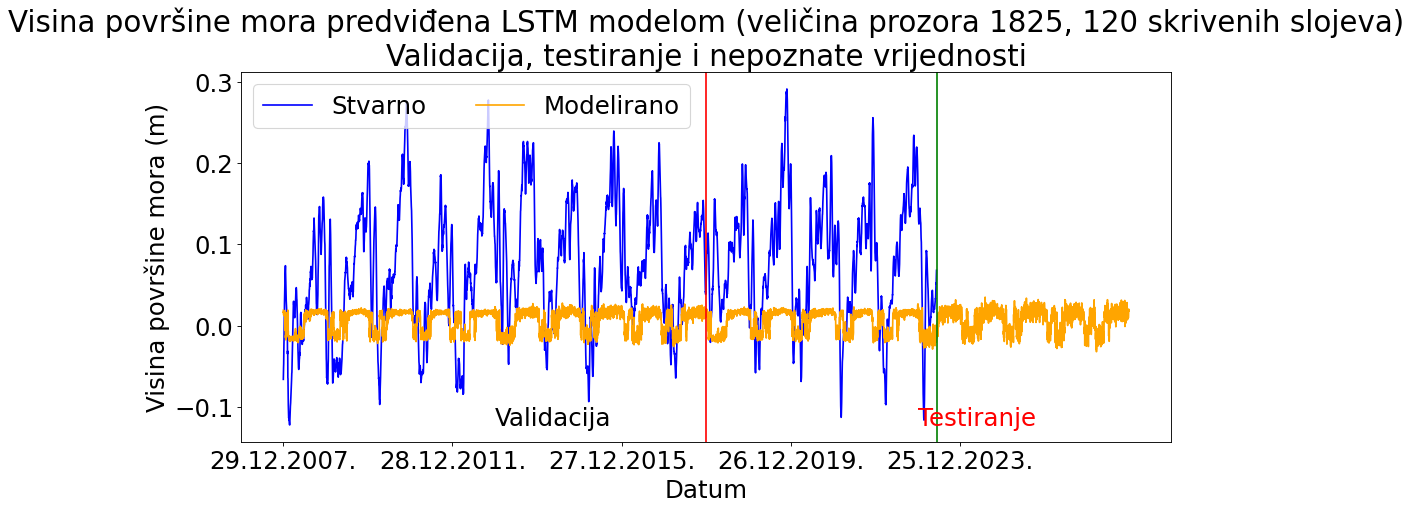 Visina površine mora predviđena LSTM modelom (veličina prozora 1825, 120 skrivenih slojeva)
Validacija, testiranje i nepoznate vrijednosti
Stvarno
Modelirano
Visina površine mora (m)
0.3
0.2
0.1
0.0
−0.1
Validacija
Testiranje
29.12.2007.
28.12.2011.
27.12.2015.
26.12.2019.
25.12.2023.
Datum